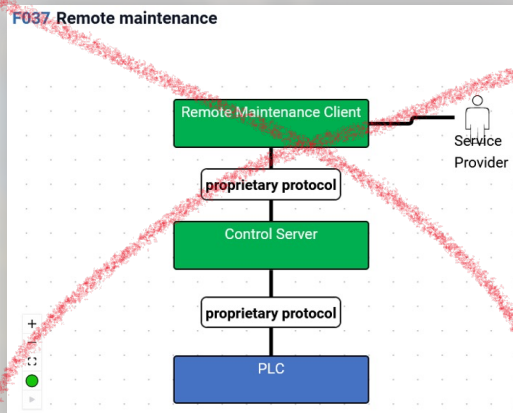 F037 Remote maintenance
Remote Maintenance Client
Service
Provider
proprietary protocol
Control Server
proprietary protocol
PLC